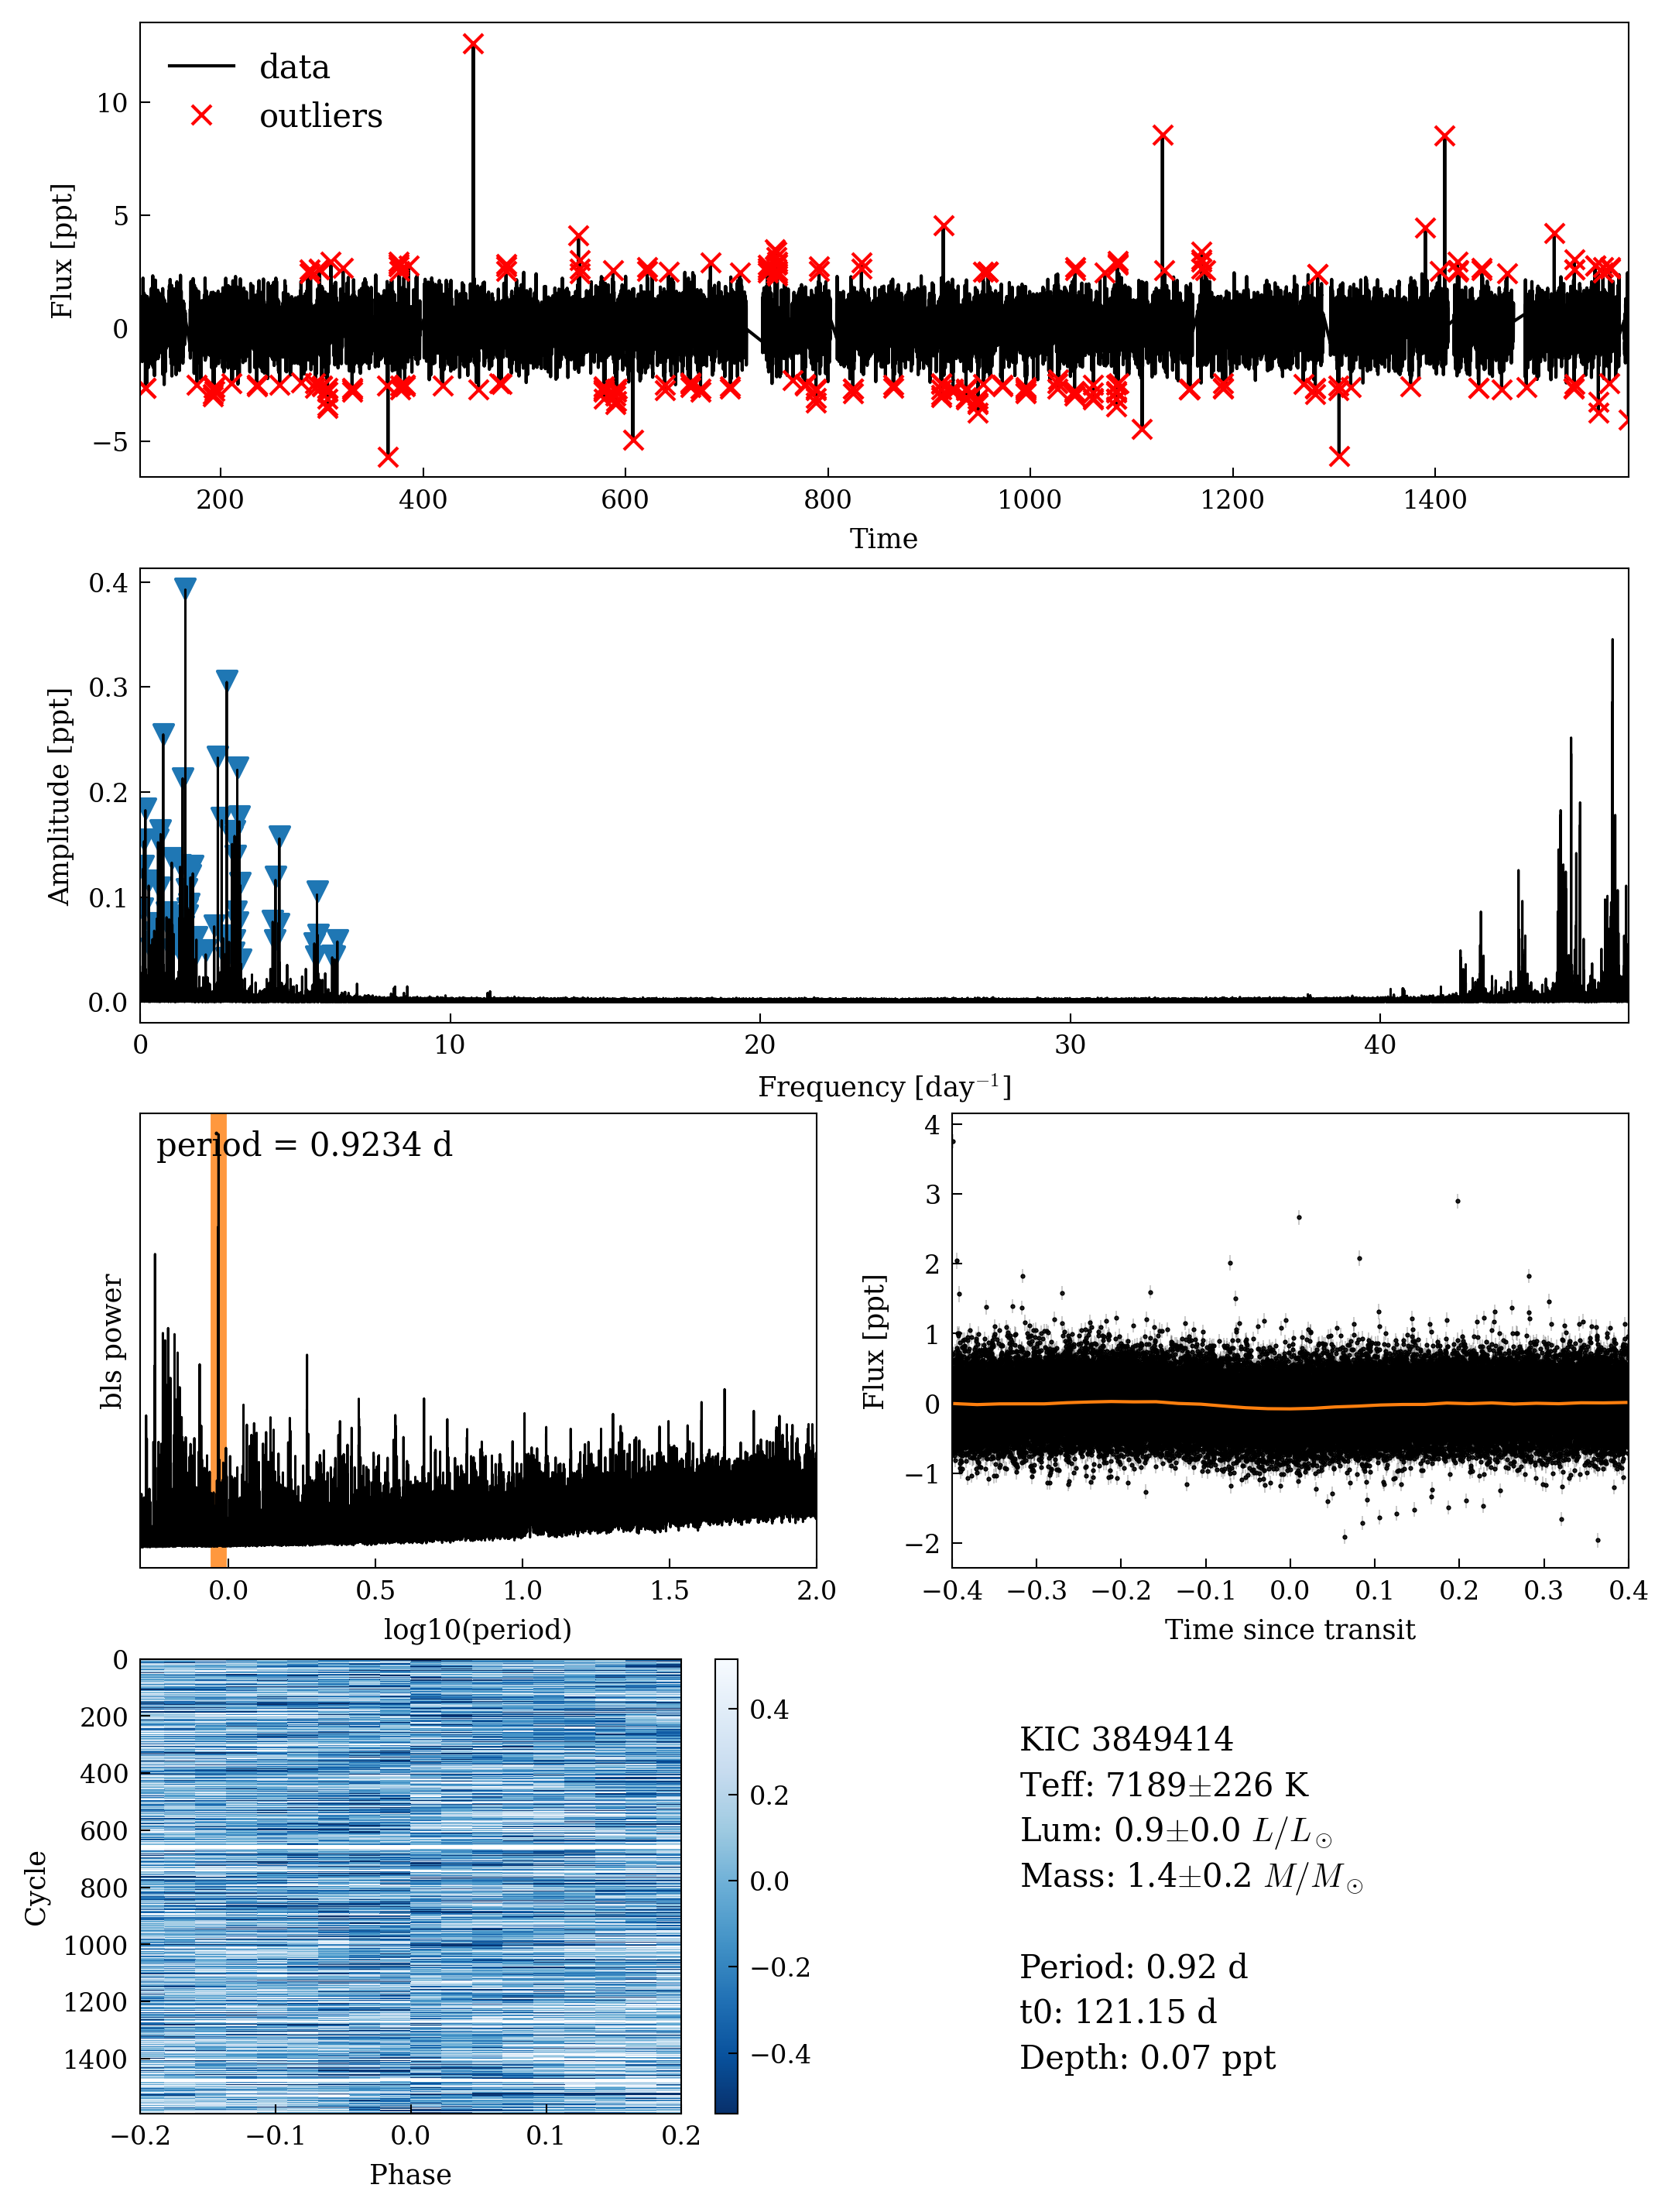 data
outliers
10
5
0
−5
Flux [ppt]
200 400 600 800 1000 1200 1400
Time
0.4
0.3
0.2
0.1
0.0
Amplitude [ppt]
0 10 20 30 40
Frequency [day⁻¹]
period = 0.9234 d
bls power
0.0 0.5 1.0 1.5 2.0
log10(period)
4
3
2
1
0
−1
−2
Flux [ppt]
−0.4 −0.3 −0.2 −0.1 0.0 0.1 0.2 0.3 0.4
Time since transit
0
200
400
600
800
1000
1200
1400
Cycle
−0.2 −0.1 0.0 0.1 0.2
Phase
0.4
0.2
0.0
−0.2
−0.4
KIC 3849414
Teff: 7189±226 K
Lum: 0.9±0.0 L/L☉
Mass: 1.4±0.2 M/M☉
Period: 0.92 d
t0: 121.15 d
Depth: 0.07 ppt